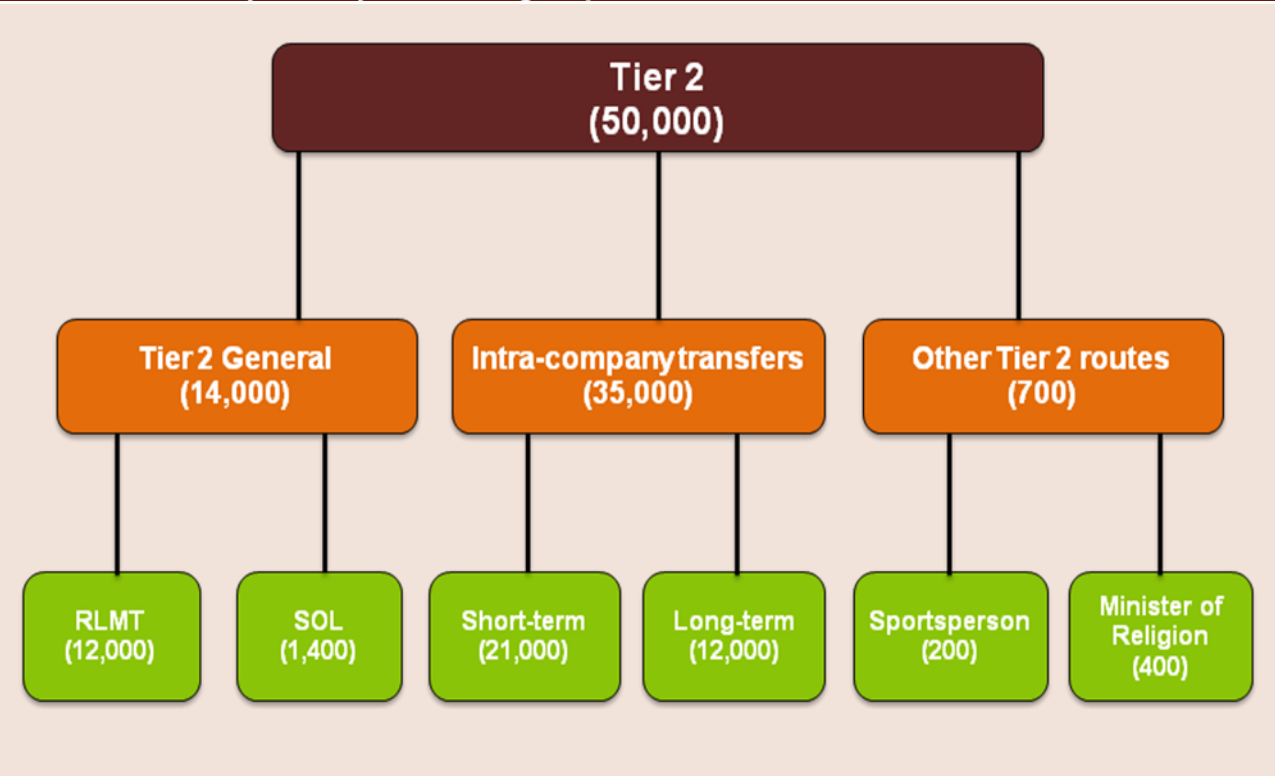 Tier 2
(50,000)
Tier 2 General
(14,000)
Intra-company transfers
(35,000)
Other Tier 2 routes
(700)
RLMT
(12,000)
SOL
(1,400)
Short-term
(21,000)
Long-term
(12,000)
Sportsperson
(200)
Minister of
Religion
(400)